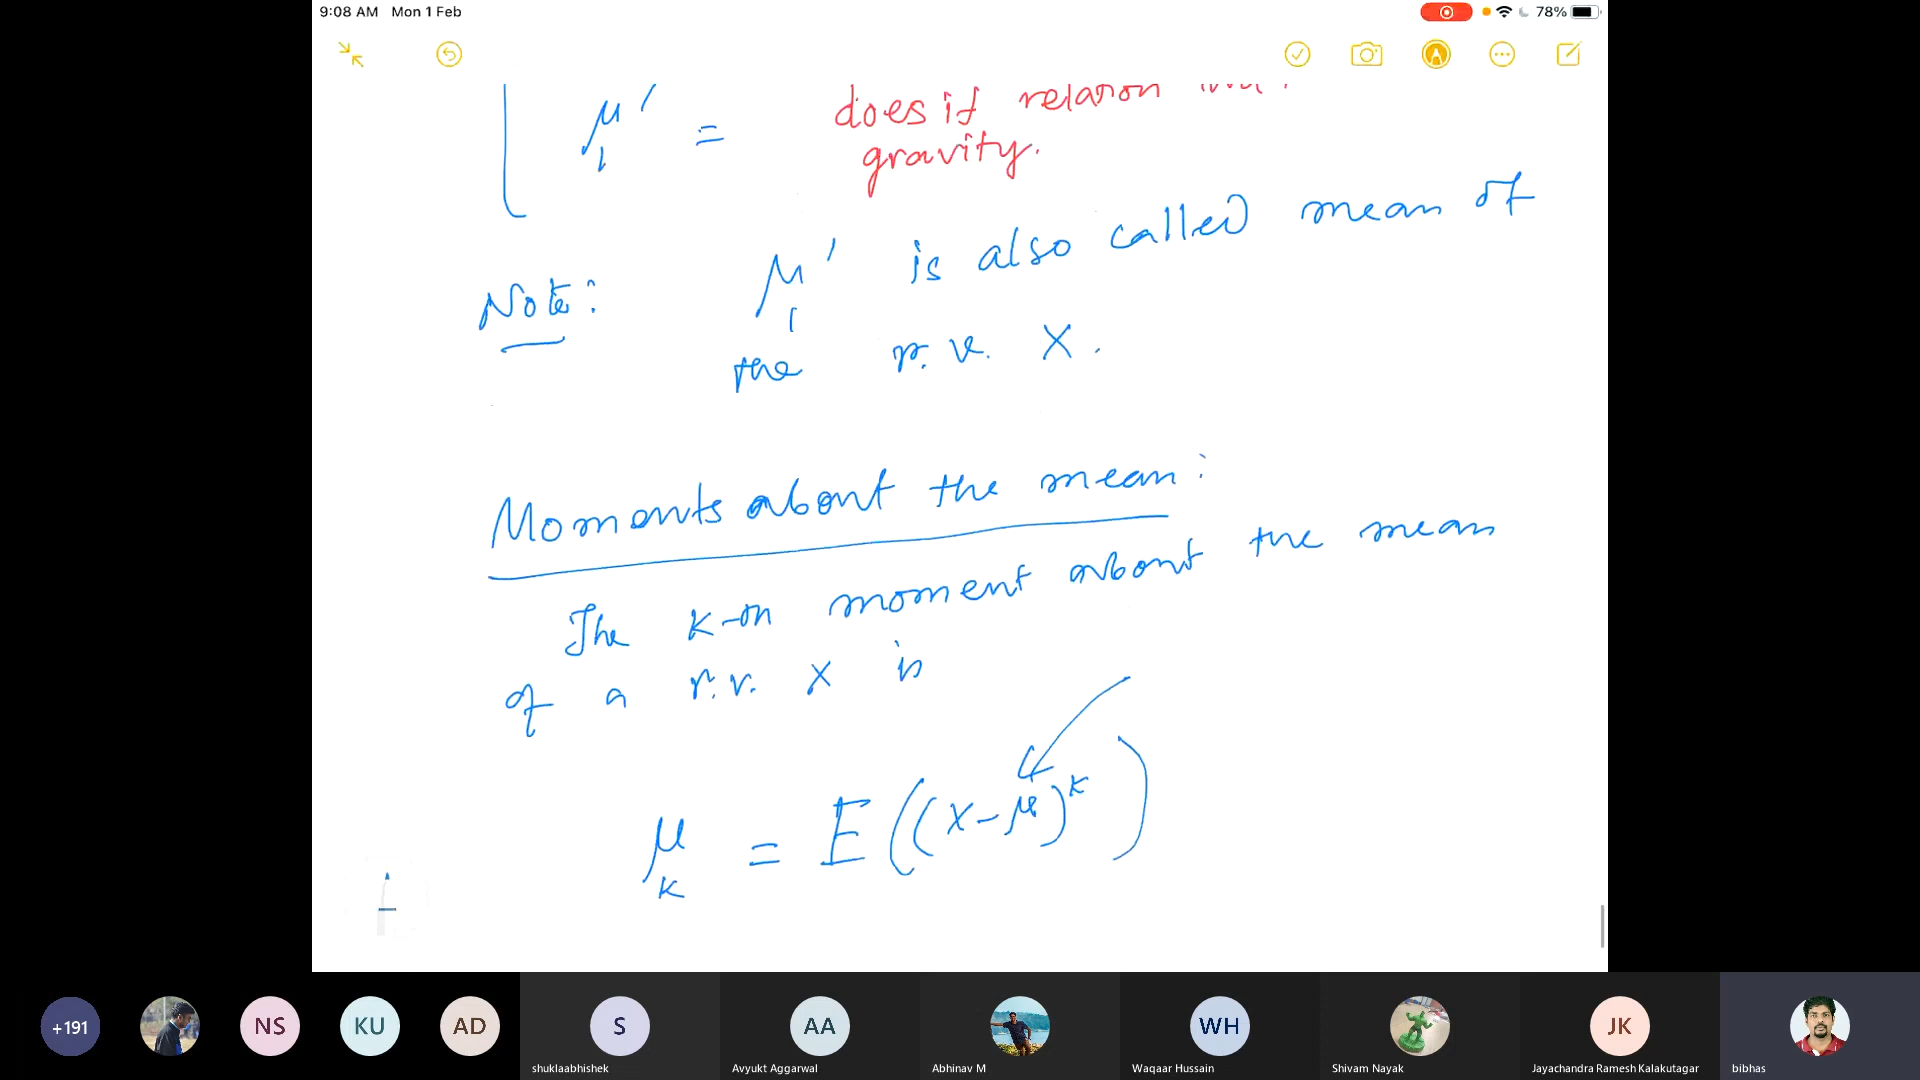 9:08 AM Mon 1 Feb
78%
μ₁′ = does it relation
gravity.
Note: μ₁′ is also called mean of
the r.v. X.
Moments about the mean:
The k-th moment about the mean
of a r.v. X is
μ_k = E((X-μ)^k)
+191
NS
KU
AD
S
AA
WH
JK
shuklaabhishek
Avyukt Aggarwal
Abhinav M
Waqaar Hussain
Shivam Nayak
Jayachandra Ramesh Kalakutagar
bibhas